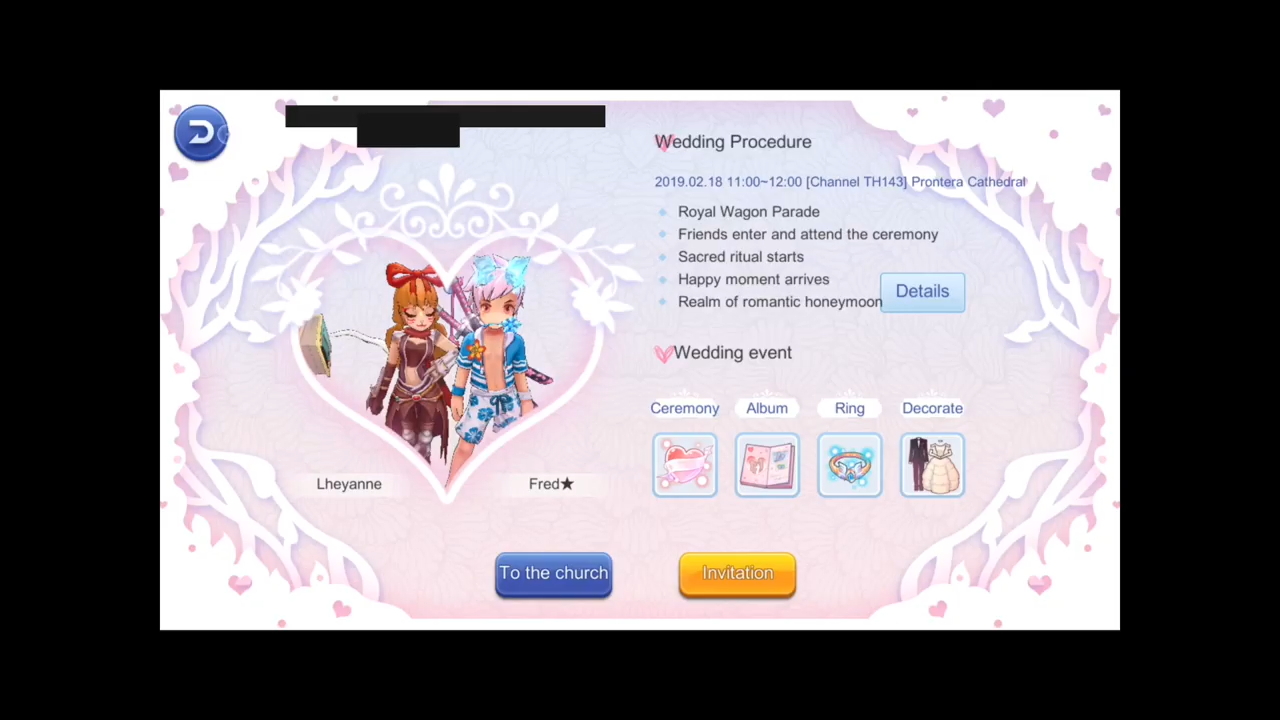 Wedding Procedure
2019.02.18 11:00~12:00 [Channel TH143] Prontera Cathedral
Royal Wagon Parade
Friends enter and attend the ceremony
Sacred ritual starts
Happy moment arrives
Realm of romantic honeymoon
Details
Wedding event
Ceremony Album Ring Decorate
Lheyanne Fred★
To the church Invitation